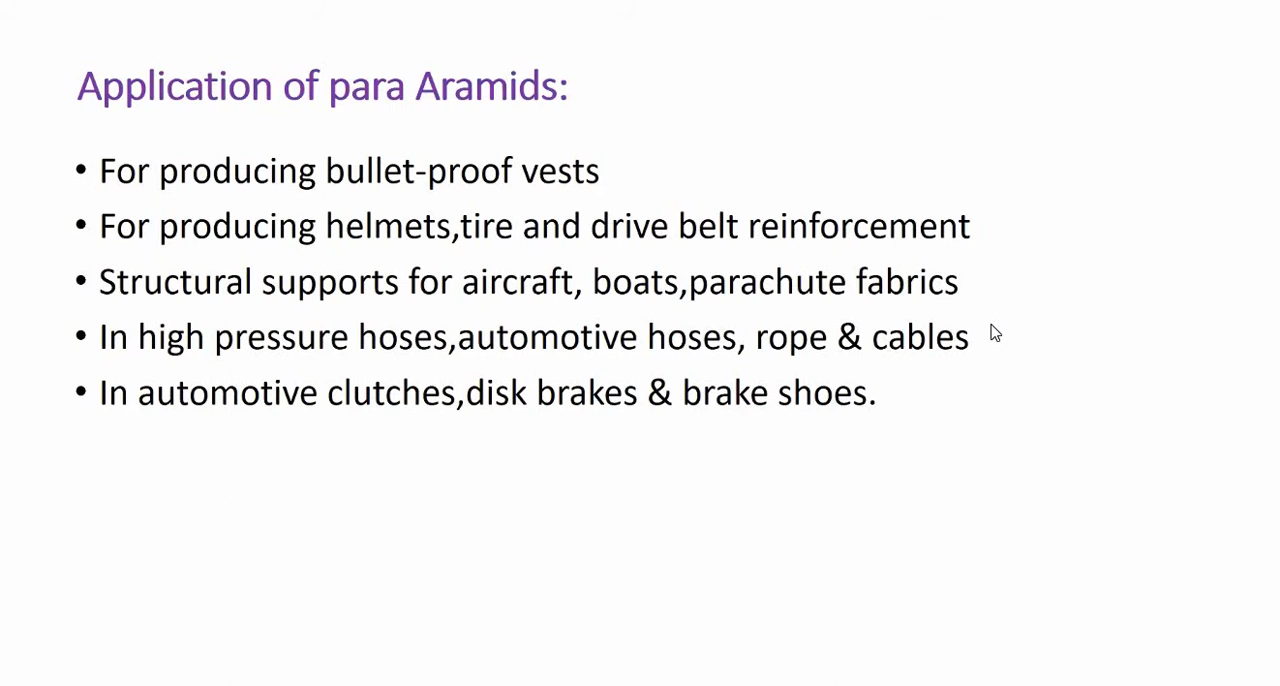 Application of para Aramids:
• For producing bullet-proof vests
• For producing helmets,tire and drive belt reinforcement
• Structural supports for aircraft, boats,parachute fabrics
• In high pressure hoses,automotive hoses, rope & cables
• In automotive clutches,disk brakes & brake shoes.